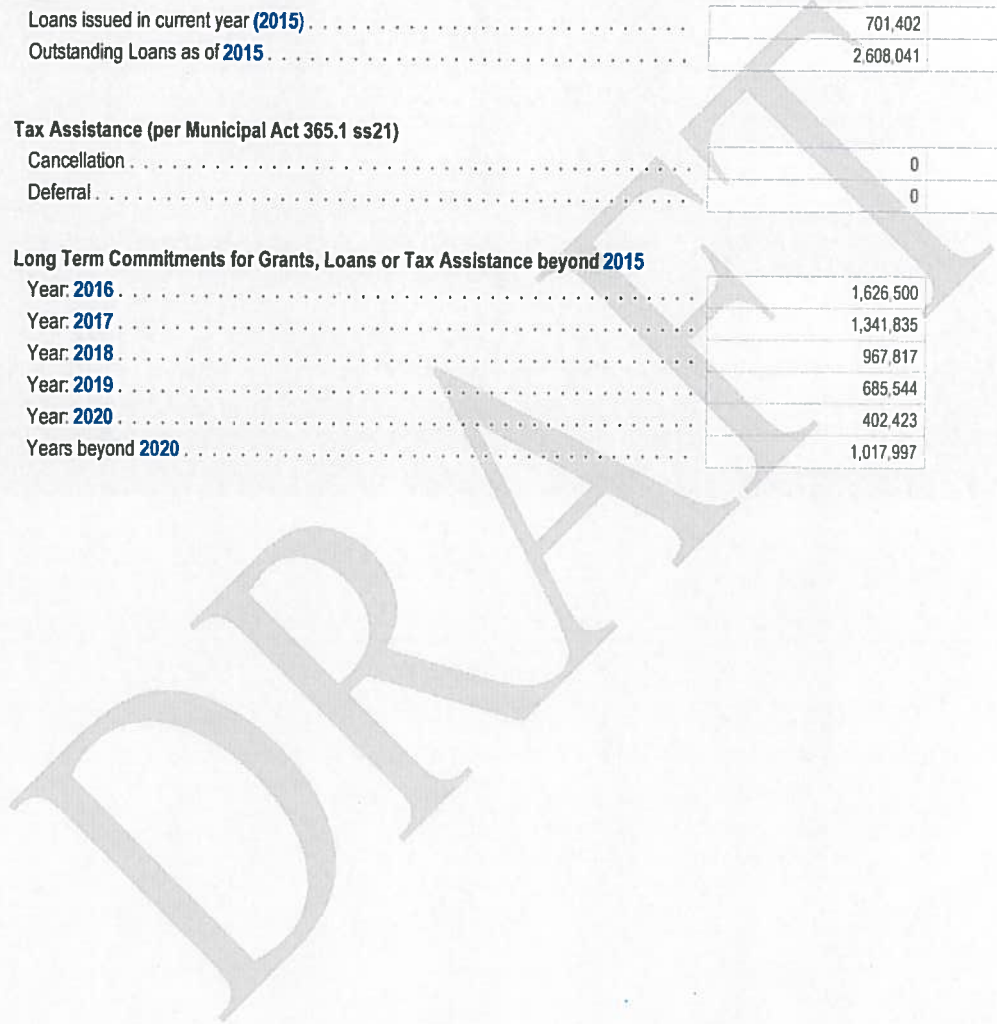 Loans issued in current year (2015) . . . . . . . . . . . . . . . . . . . . . . . . . . . . . . . . . . . . . . 701,402
Outstanding Loans as of 2015 . . . . . . . . . . . . . . . . . . . . . . . . . . . . . . . . . . . . . . . . . . 2,608,041
Tax Assistance (per Municipal Act 365.1 ss21)
Cancellation . . . . . . . . . . . . . . . . . . . . . . . . . . . . . . . . . . . . . . . . . . . . . . . . . . . . . 0
Deferral . . . . . . . . . . . . . . . . . . . . . . . . . . . . . . . . . . . . . . . . . . . . . . . . . . . . . . . . 0
Long Term Commitments for Grants, Loans or Tax Assistance beyond 2015
Year: 2016 . . . . . . . . . . . . . . . . . . . . . . . . . . . . . . . . . . . . . . . . . . . . . . . . . . . . . . 1,626,500
Year: 2017 . . . . . . . . . . . . . . . . . . . . . . . . . . . . . . . . . . . . . . . . . . . . . . . . . . . . . . 1,341,835
Year: 2018 . . . . . . . . . . . . . . . . . . . . . . . . . . . . . . . . . . . . . . . . . . . . . . . . . . . . . . 967,817
Year: 2019 . . . . . . . . . . . . . . . . . . . . . . . . . . . . . . . . . . . . . . . . . . . . . . . . . . . . . . 685,544
Year: 2020 . . . . . . . . . . . . . . . . . . . . . . . . . . . . . . . . . . . . . . . . . . . . . . . . . . . . . . 402,423
Years beyond 2020 . . . . . . . . . . . . . . . . . . . . . . . . . . . . . . . . . . . . . . . . . . . . . . . 1,017,997
DRAFT